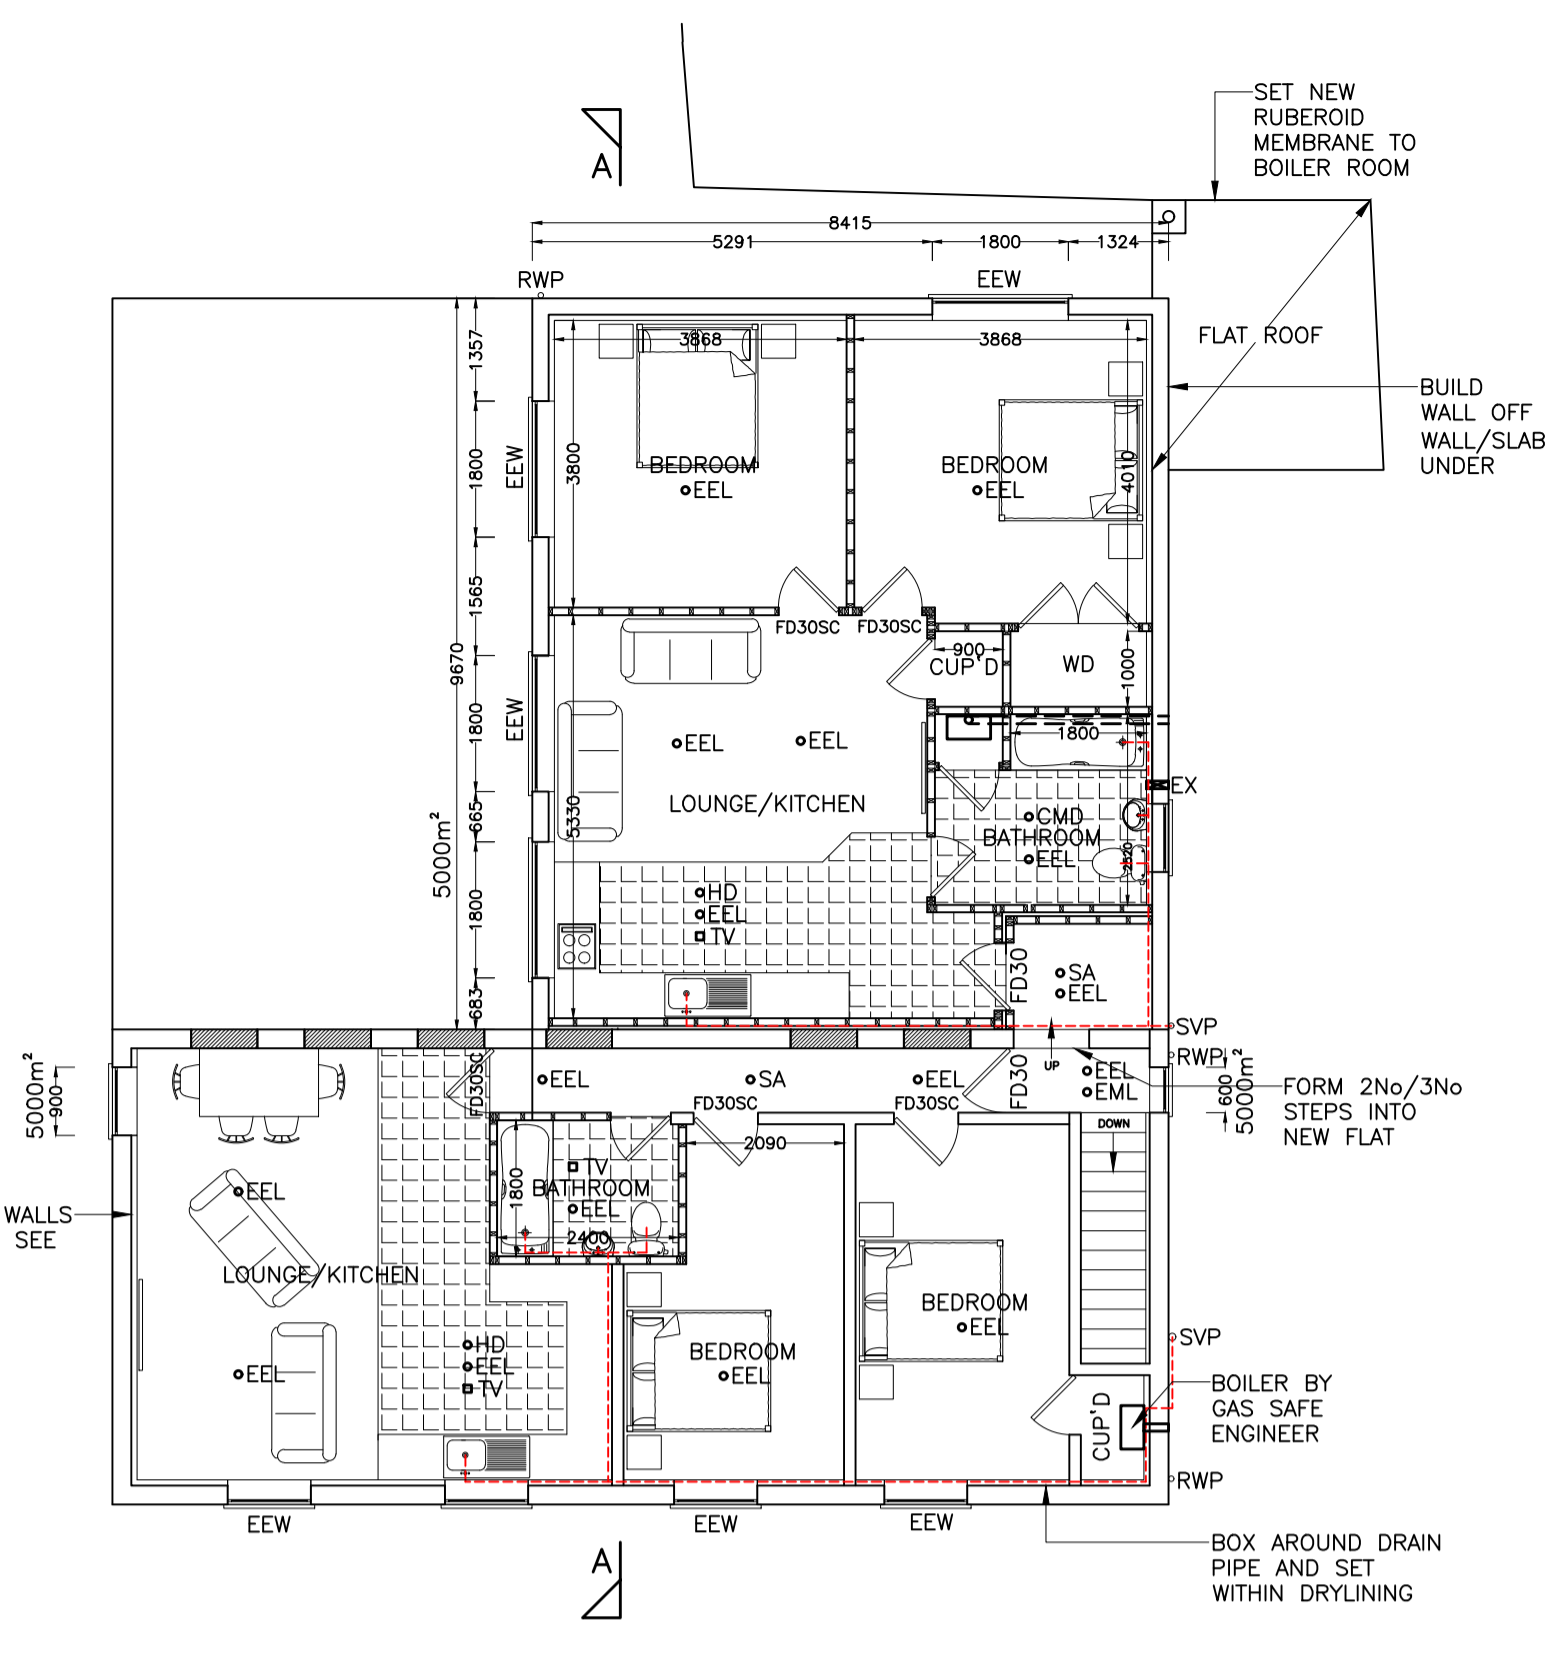 SET NEW
RUBEROID
MEMBRANE TO
BOILER ROOM
A
8415
5291
1800
1324
RWP
EEW
FLAT ROOF
BUILD
WALL OFF
WALL/SLAB
UNDER
1357
1800
1565
9670
1800
665
1800
683
5000m²
EEW
EEW
3868
3868
3800
4010
BEDROOM
EEL
BEDROOM
EEL
FD30SC
FD30SC
900
CUP'D
WD
1000
EEL
EEL
LOUNGE/KITCHEN
5330
1800
EX
CMD
BATHROOM
EEL
2520
HD
EEL
TV
FD30
SA
EEL
SVP
RWP
UP
5000m²
900
FD30SC
EEL
SA
EEL
FD30SC
FD30SC
FD30
EEL
EML
600
5000m²
FORM 2No/3No
STEPS INTO
NEW FLAT
DOWN
2090
1800
TV
BATHROOM
EEL
2400
EEL
WALLS
SEE
LOUNGE/KITCHEN
BEDROOM
EEL
HD
EEL
TV
EEL
BEDROOM
EEL
SVP
BOILER BY
GAS SAFE
ENGINEER
CUP'D
RWP
EEW
EEW
EEW
A
BOX AROUND DRAIN
PIPE AND SET
WITHIN DRYLINING